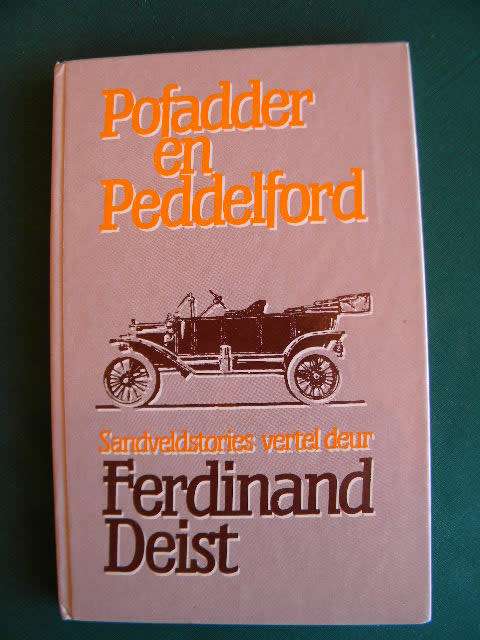 Pofadder
en
Peddelford
Sandveldstories vertel deur
Ferdinand
Deist